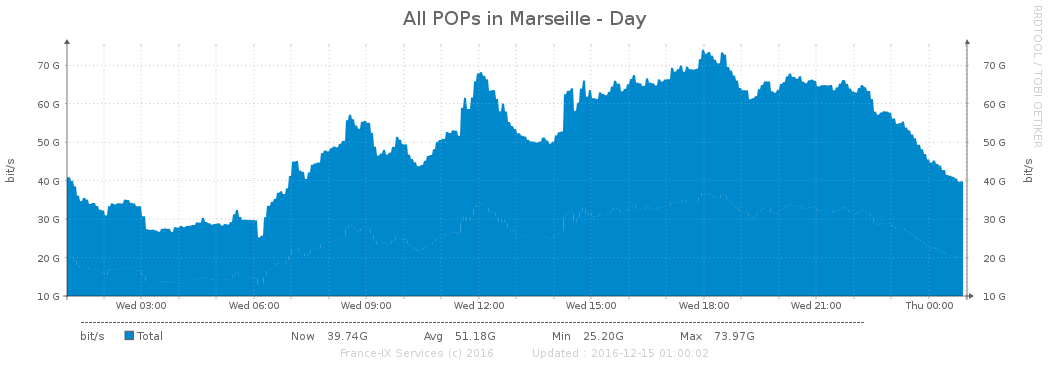 All POPs in Marseille - Day
RRDTOOL / TOBI OETIKER
bit/s
bit/s
70 G 70 G
60 G 60 G
50 G 50 G
40 G 40 G
30 G 30 G
20 G 20 G
10 G 10 G
Wed 03:00 Wed 06:00 Wed 09:00 Wed 12:00 Wed 15:00 Wed 18:00 Wed 21:00 Thu 00:00
bit/s Total Now 39.74G Avg 51.18G Min 25.20G Max 73.97G
France-IX Services (c) 2016 Updated : 2016-12-15 01:00:02